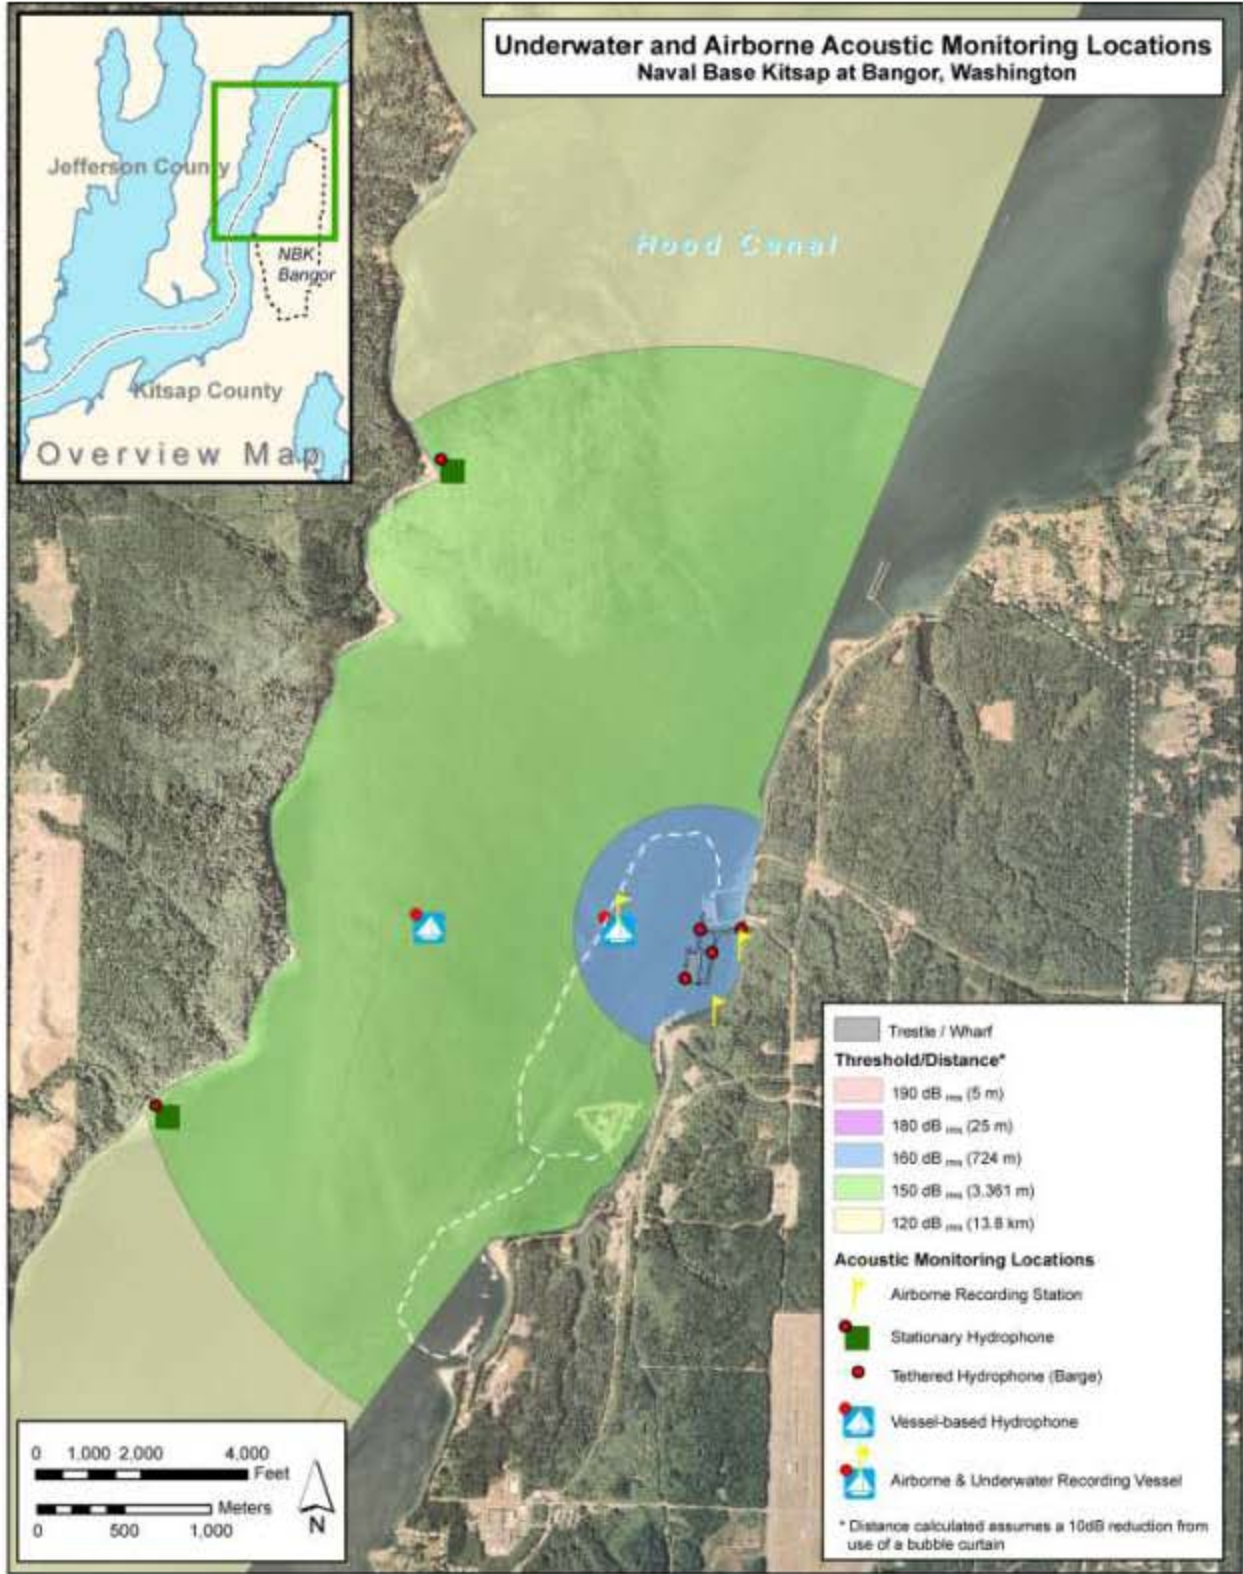 Underwater and Airborne Acoustic Monitoring Locations
Naval Base Kitsap at Bangor, Washington
Jefferson County
NBK
Bangor
Kitsap County
Overview Map
Hood Canal
Trestle / Wharf
Threshold/Distance*
190 dB rms (5 m)
180 dB rms (25 m)
160 dB rms (724 m)
150 dB rms (3.361 m)
120 dB rms (13.8 km)
Acoustic Monitoring Locations
Airborne Recording Station
Stationary Hydrophone
Tethered Hydrophone (Barge)
Vessel-based Hydrophone
Airborne & Underwater Recording Vessel
* Distance calculated assumes a 10dB reduction from
use of a bubble curtain
0 1,000 2,000 4,000
Feet
Meters
0 500 1,000
N